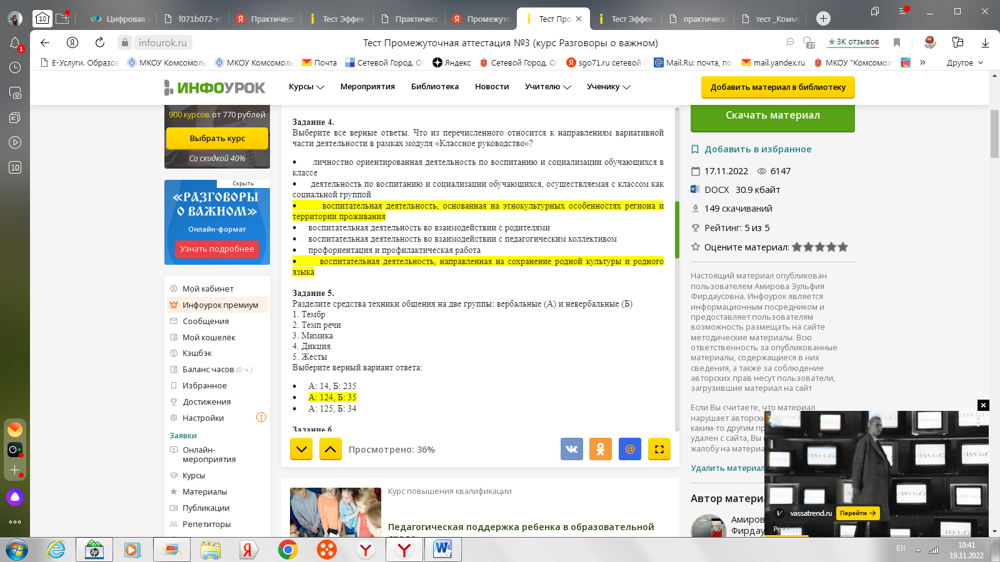 10
Цифровая
f071b072-e
Практическ
Тест Эффек
Практическ
Промежуто
Тест Про
Тест Эффек
практическ
тест _Комм
infourok.ru
Тест Промежуточная аттестация №3 (курс Разговоры о важном)
27
3К отзывов
Е-Услуги. Образов
МКОУ Комсомоль
МКОУ Комсомоль
Почта
Сетевой Город. О
Яндекс
Сетевой Город. О
sgo71.ru сетевой
Mail.Ru: почта, по
mail.yandex.ru
МКОУ "Комсомол
»
Другое
1
10
ИНФОУРОК
Курсы
Мероприятия
Библиотека
Новости
Учителю
Ученику
Добавить материал в библиотеку
900 курсов от 770 рублей
Выбрать курс
Со скидкой 40%
Скрыть
«РАЗГОВОРЫ
О ВАЖНОМ»
Онлайн-формат
Узнать подробнее
Мой кабинет
Инфоурок премиум
Сообщения
Мой кошелёк
Кэшбэк
Баланс часов (0 ч.)
Избранное
Достижения
Настройки
1
Заявки
Онлайн-
мероприятия
Курсы
Материалы
Публикации
Репетиторы
Задание 4.
Выберите все верные ответы. Что из перечисленного относится к направлениям вариативной
части деятельности в рамках модуля «Классное руководство»?
• личностно ориентированная деятельность по воспитанию и социализации обучающихся в
классе
• деятельность по воспитанию и социализации обучающихся, осуществляемая с классом как
социальной группой
• воспитательная деятельность, основанная на этнокультурных особенностях региона и
территории проживания
• воспитательная деятельность во взаимодействии с родителями
• воспитательная деятельность во взаимодействии с педагогическим коллективом
• профориентация и профилактическая работа
• воспитательная деятельность, направленная на сохранение родной культуры и родного
языка
Задание 5.
Разделите средства техники общения на две группы: вербальные (А) и невербальные (Б)
1. Тембр
2. Темп речи
3. Мимика
4. Дикция
5. Жесты
Выберите верный вариант ответа:
• А: 14, Б: 235
• А: 124, Б: 35
• А: 125, Б: 34
Задание 6
Просмотрено: 36%
Курс повышения квалификации
Педагогическая поддержка ребенка в образовательной
среде
Скачать материал
Добавить в избранное
17.11.2022 6147
DOCX 30.9 кбайт
149 скачиваний
Рейтинг: 5 из 5
Оцените материал:
Настоящий материал опубликован
пользователем Амирова Зульфия
Фирдаусовна. Инфоурок является
информационным посредником и
предоставляет пользователям
возможность размещать на сайте
методические материалы. Всю
ответственность за опубликованные
материалы, содержащиеся в них
сведения, а также за соблюдение
авторских прав несут пользователи,
загрузившие материал на сайт
Если Вы считаете, что материал
нарушает авторск
каким-то другим пр
удален с сайта, Вы
жалобу на матери
Удалить материал
Автор матери
Амиров
Фирдау
VASSA&Co
vassatrend.ru
Перейти
Реклама
EN
10:41
19.11.2022